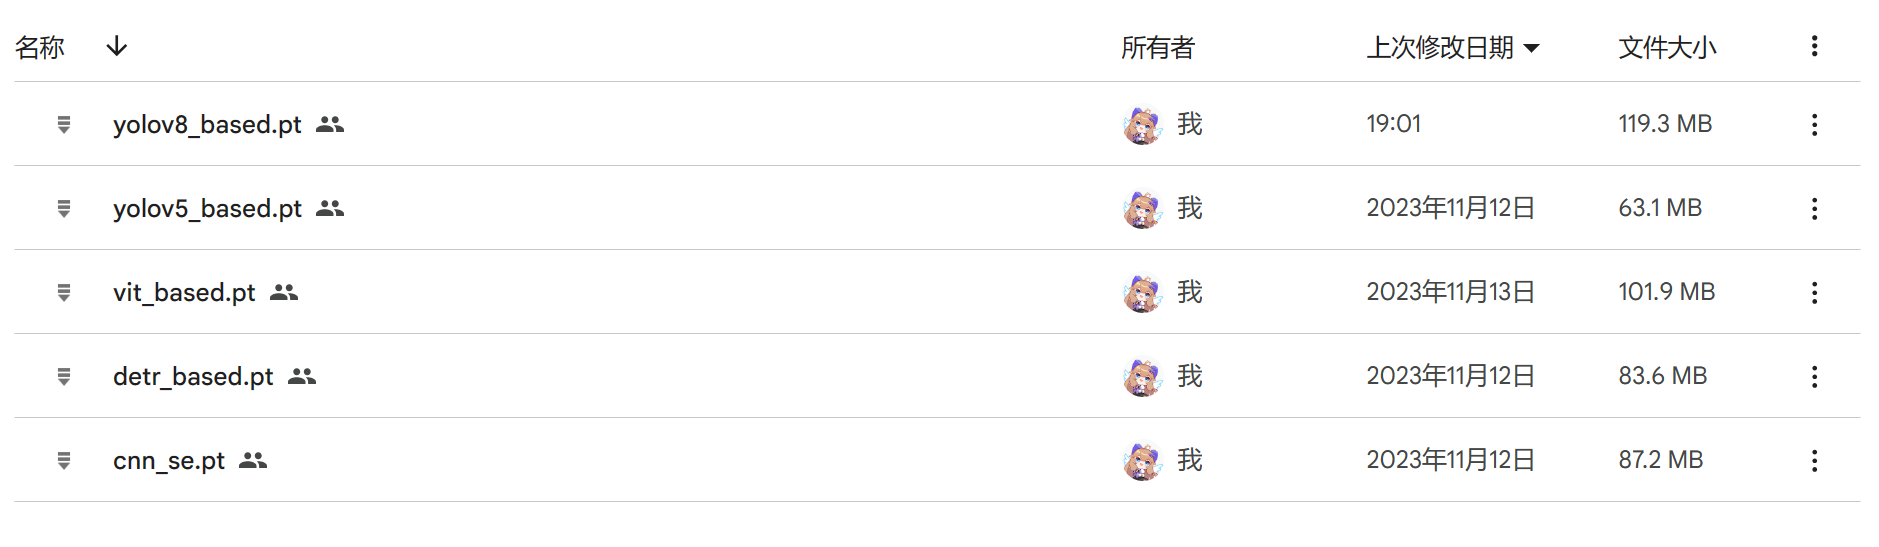 名称 所有者 上次修改日期 文件大小
yolov8_based.pt 我 19:01 119.3 MB
yolov5_based.pt 我 2023年11月12日 63.1 MB
vit_based.pt 我 2023年11月13日 101.9 MB
detr_based.pt 我 2023年11月12日 83.6 MB
cnn_se.pt 我 2023年11月12日 87.2 MB